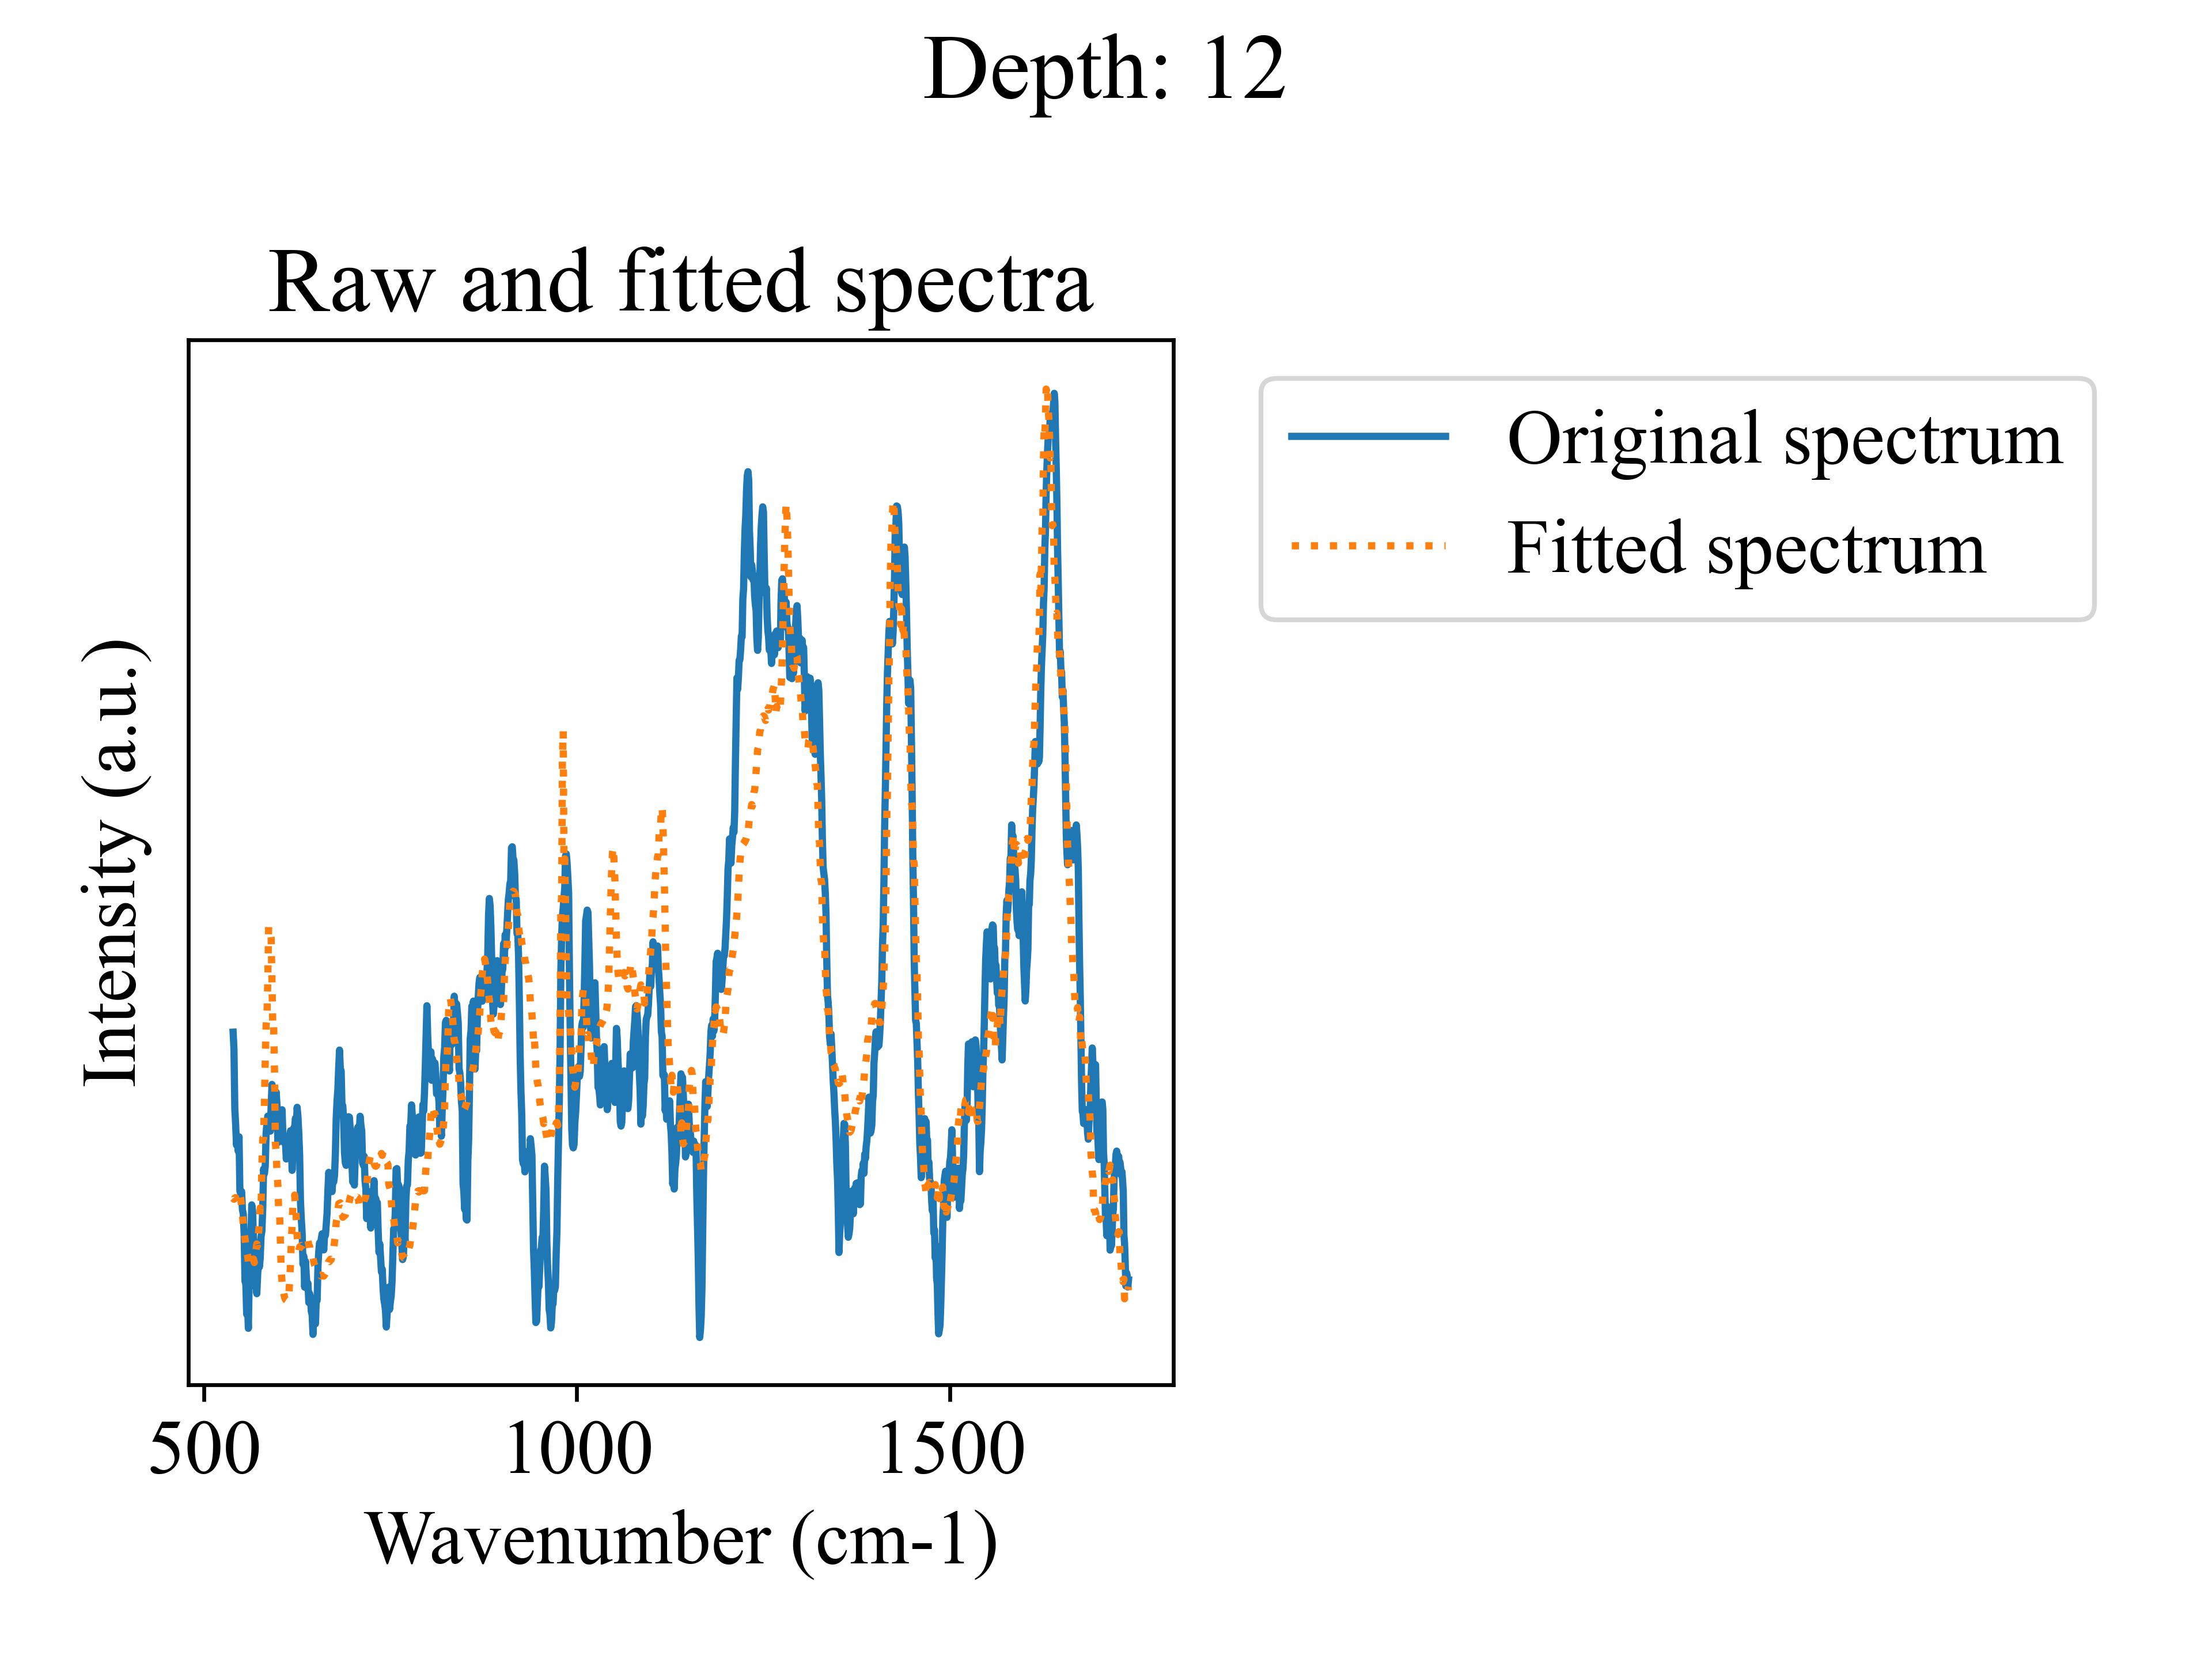 Depth: 12
Raw and fitted spectra
Original spectrum
Fitted spectrum
Intensity (a.u.)
500 1000 1500
Wavenumber (cm-1)